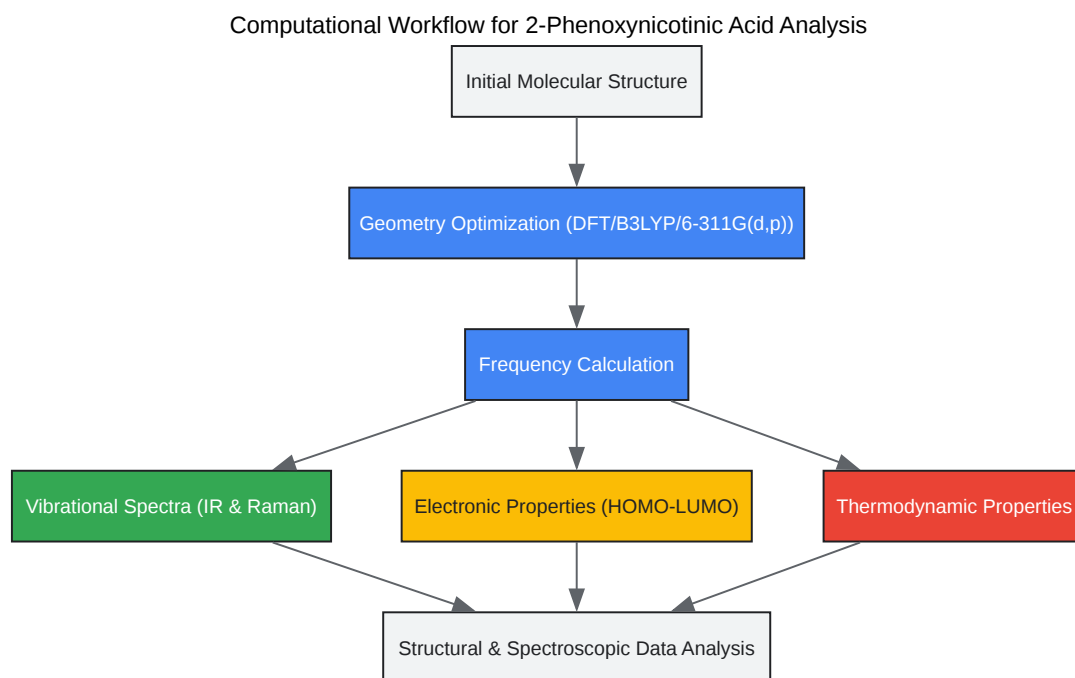 Computational Workflow for 2-Phenoxynicotinic Acid Analysis
Initial Molecular Structure
Geometry Optimization (DFT/B3LYP/6-311G(d,p))
Frequency Calculation
Vibrational Spectra (IR & Raman)
Electronic Properties (HOMO-LUMO)
Thermodynamic Properties
Structural & Spectroscopic Data Analysis